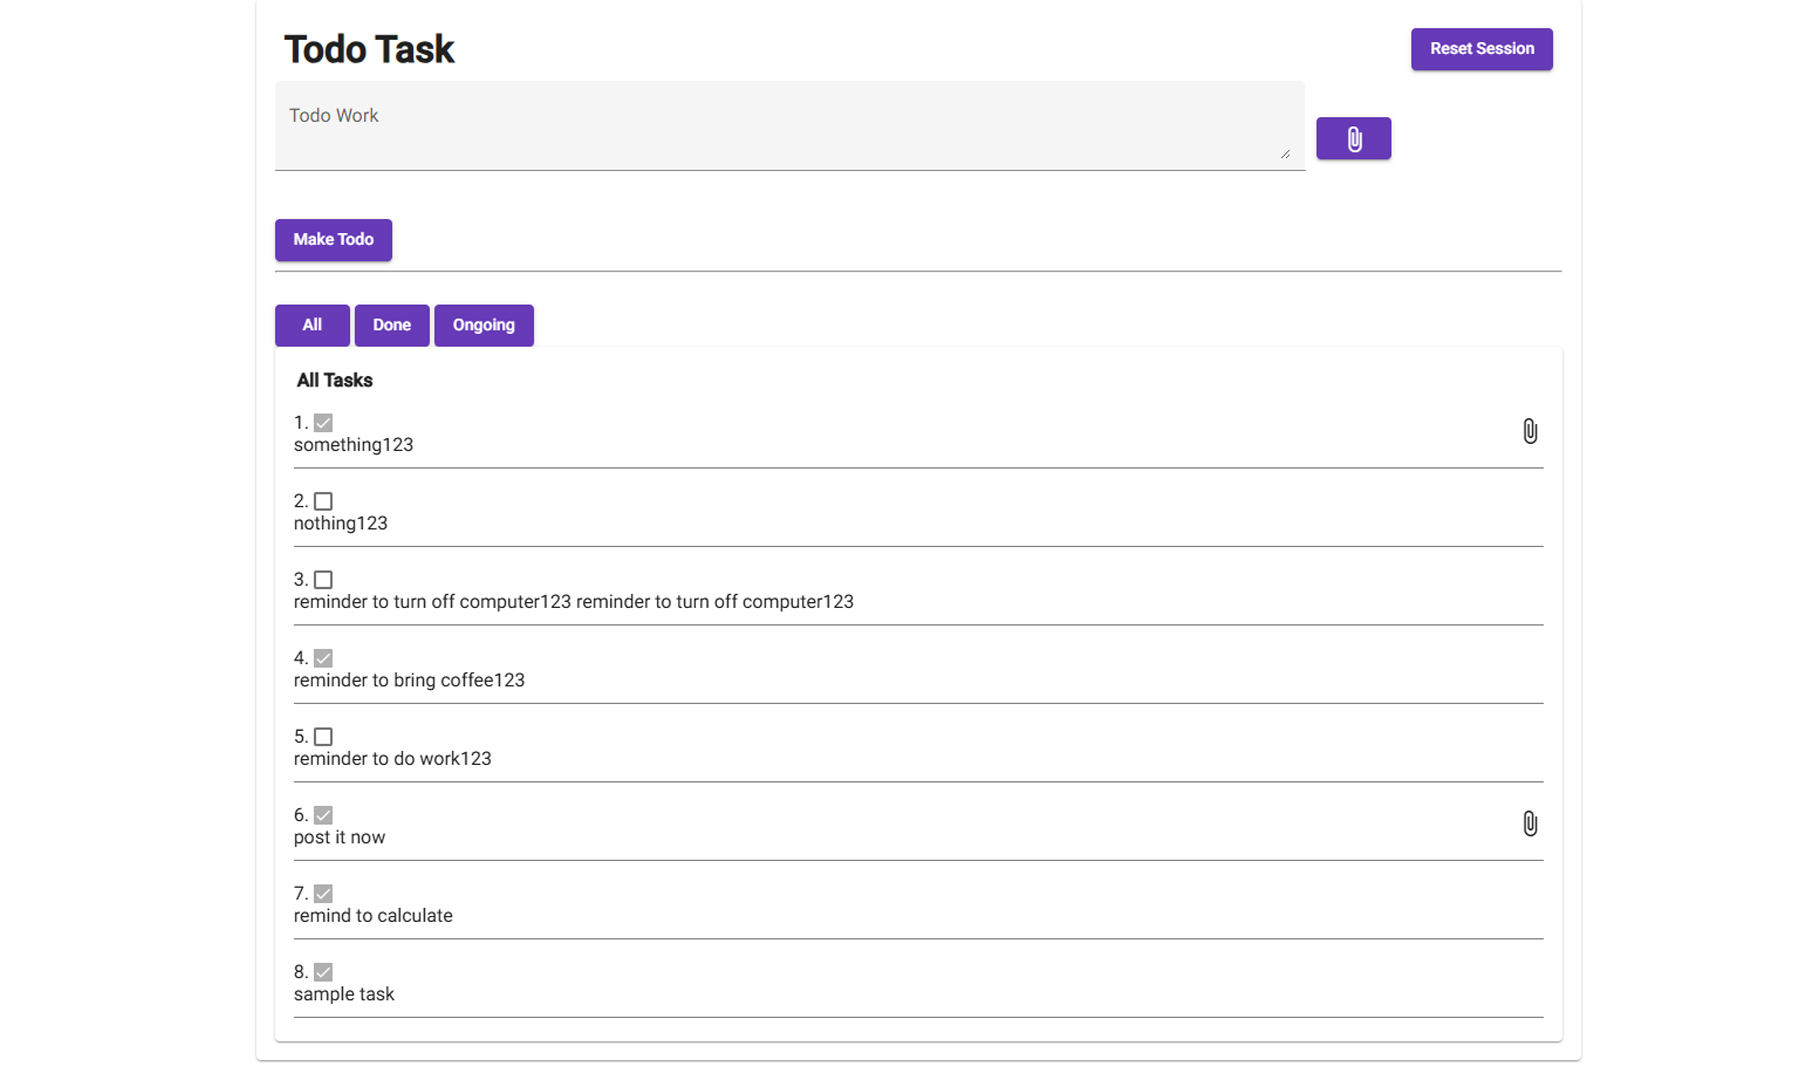 Todo Task
Reset Session
Todo Work
Make Todo
All
Done
Ongoing
All Tasks
1.
something123
2.
nothing123
3.
reminder to turn off computer123 reminder to turn off computer123
4.
reminder to bring coffee123
5.
reminder to do work123
6.
post it now
7.
remind to calculate
8.
sample task